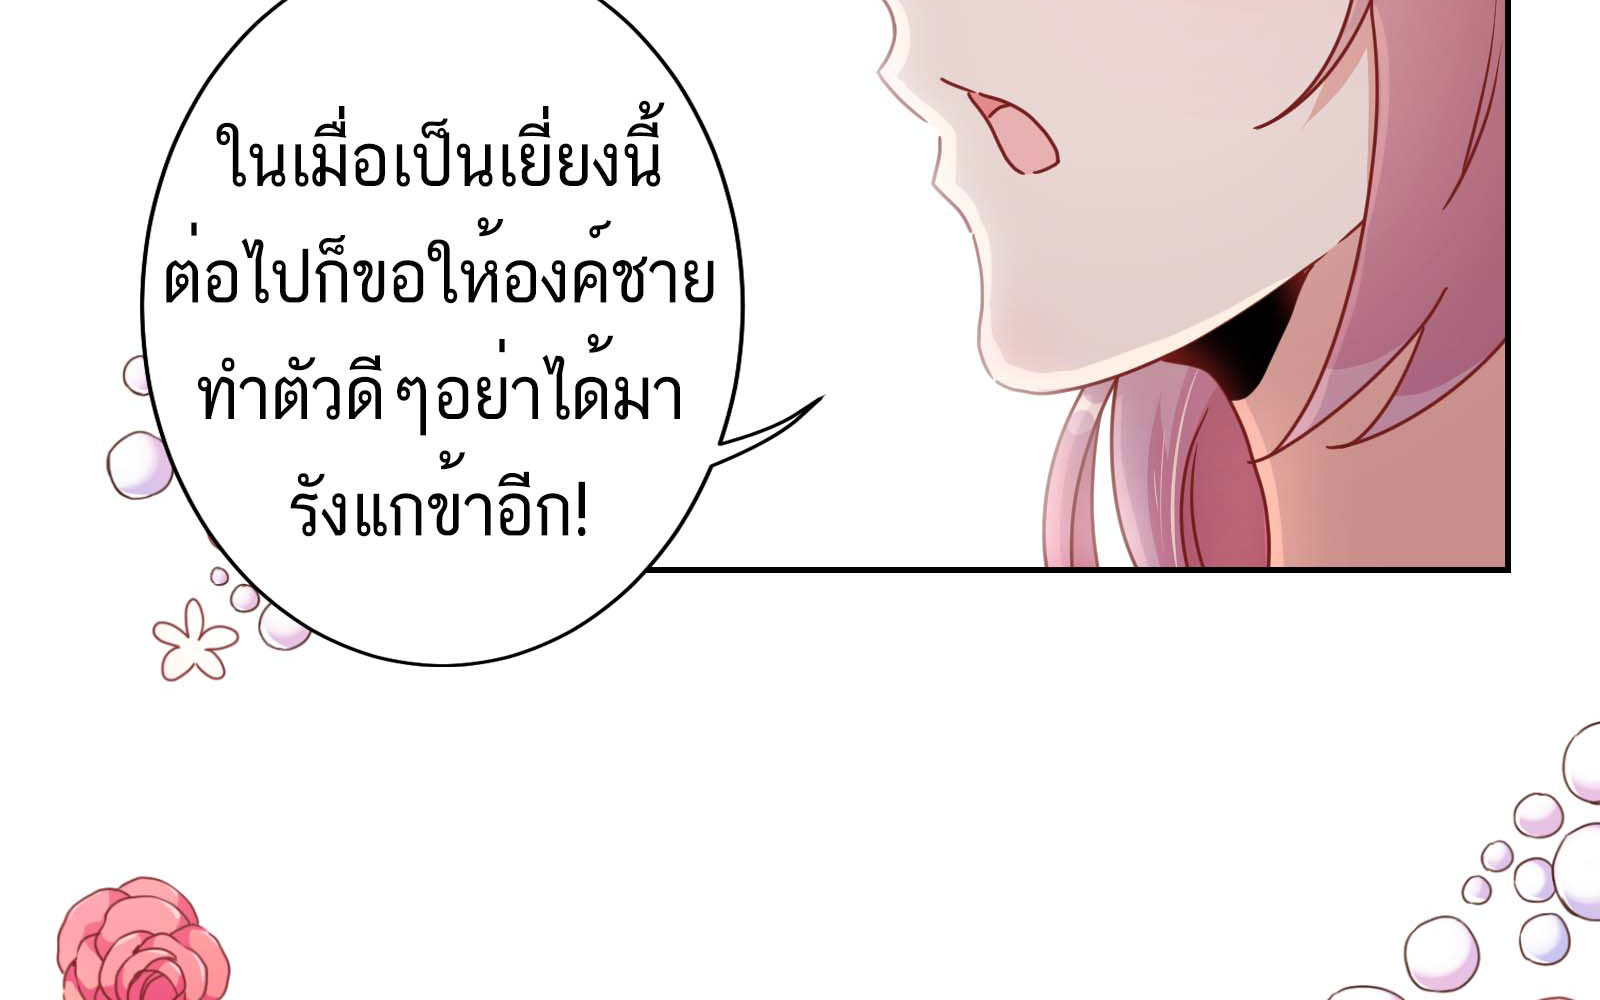 ในเมื่อเป็นเยี่ยงนี้
ต่อไปก็ขอให้องค์ชาย
ทำตัวดีๆอย่าได้มา
รังแกข้าอีก!